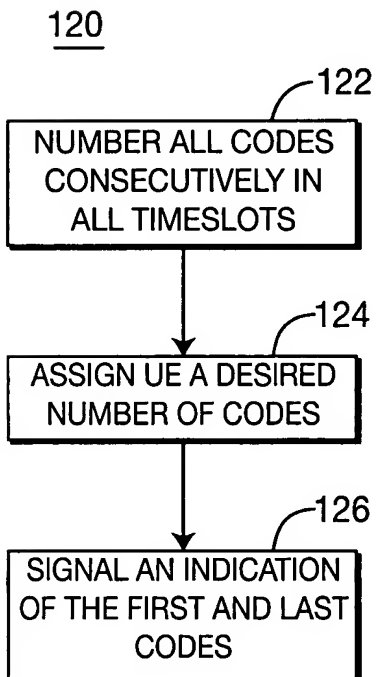 120
122
NUMBER ALL CODES
CONSECUTIVELY IN
ALL TIMESLOTS
124
ASSIGN UE A DESIRED
NUMBER OF CODES
126
SIGNAL AN INDICATION
OF THE FIRST AND LAST
CODES